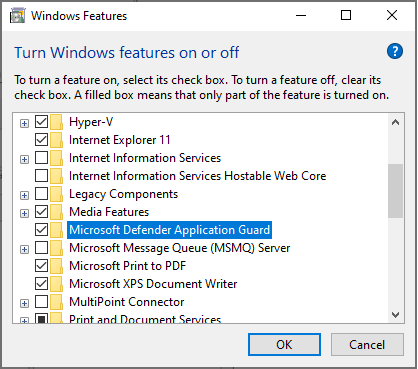 Windows Features
Turn Windows features on or off
?
To turn a feature on, select its check box. To turn a feature off, clear its
check box. A filled box means that only part of the feature is turned on.
Hyper-V
Internet Explorer 11
Internet Information Services
Internet Information Services Hostable Web Core
Legacy Components
Media Features
Microsoft Defender Application Guard
Microsoft Message Queue (MSMQ) Server
Microsoft Print to PDF
Microsoft XPS Document Writer
MultiPoint Connector
Print and Document Services
OK
Cancel